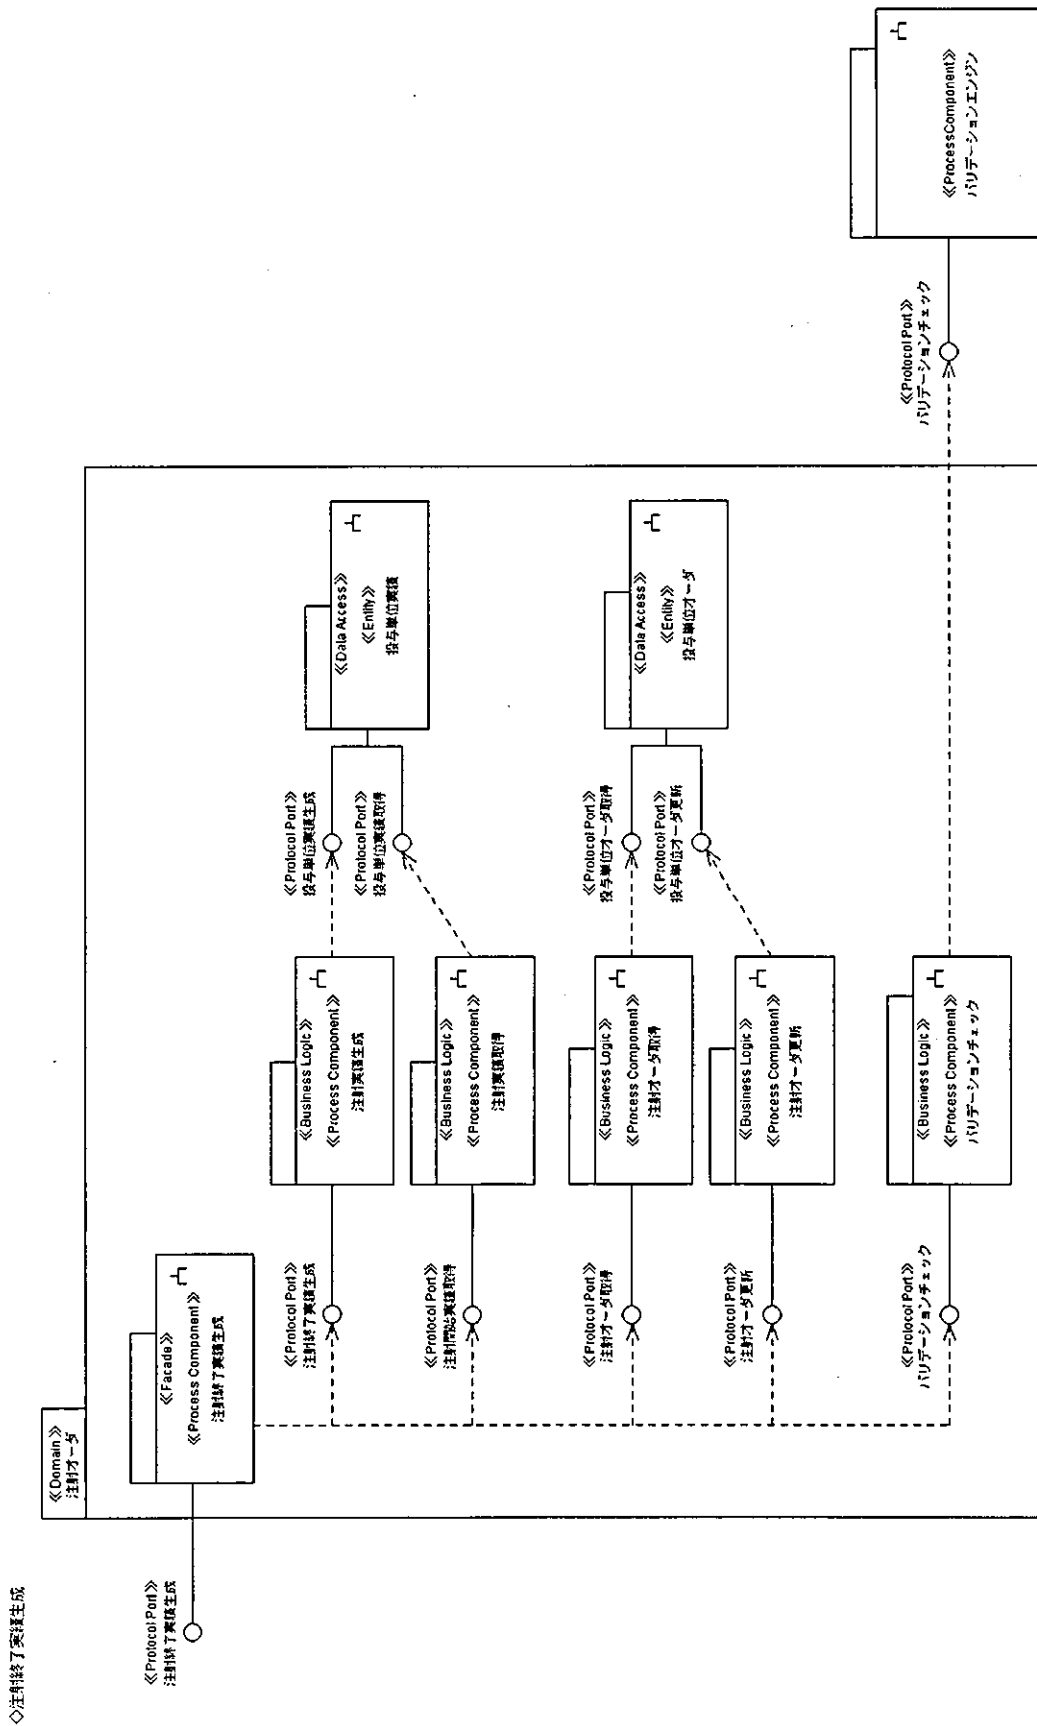 ◇注射終了実績生成
≪Domain≫
注射オーダ
≪Protocol Port≫
注射終了実績生成
≪Facade≫
≪Process Component≫
注射終了実績生成
≪Protocol Port≫
注射終了実績生成
≪Business Logic≫
≪Process Component≫
注射実績生成
≪Protocol Port≫
投与単位実績生成
≪Protocol Port≫
投与単位実績取得
≪Data Access≫
≪Entity≫
投与単位実績
≪Protocol Port≫
注射開始実績取得
≪Business Logic≫
≪Process Component≫
注射実績取得
≪Protocol Port≫
注射オーダ取得
≪Business Logic≫
≪Process Component≫
注射オーダ取得
≪Protocol Port≫
投与単位オーダ取得
≪Protocol Port≫
投与単位オーダ更新
≪Data Access≫
≪Entity≫
投与単位オーダ
≪Protocol Port≫
注射オーダ更新
≪Business Logic≫
≪Process Component≫
注射オーダ更新
≪Protocol Port≫
バリデーションチェック
≪Business Logic≫
≪Process Component≫
バリデーションチェック
≪Protocol Port≫
バリデーションチェック
≪ProcessComponent≫
バリデーションエンジン